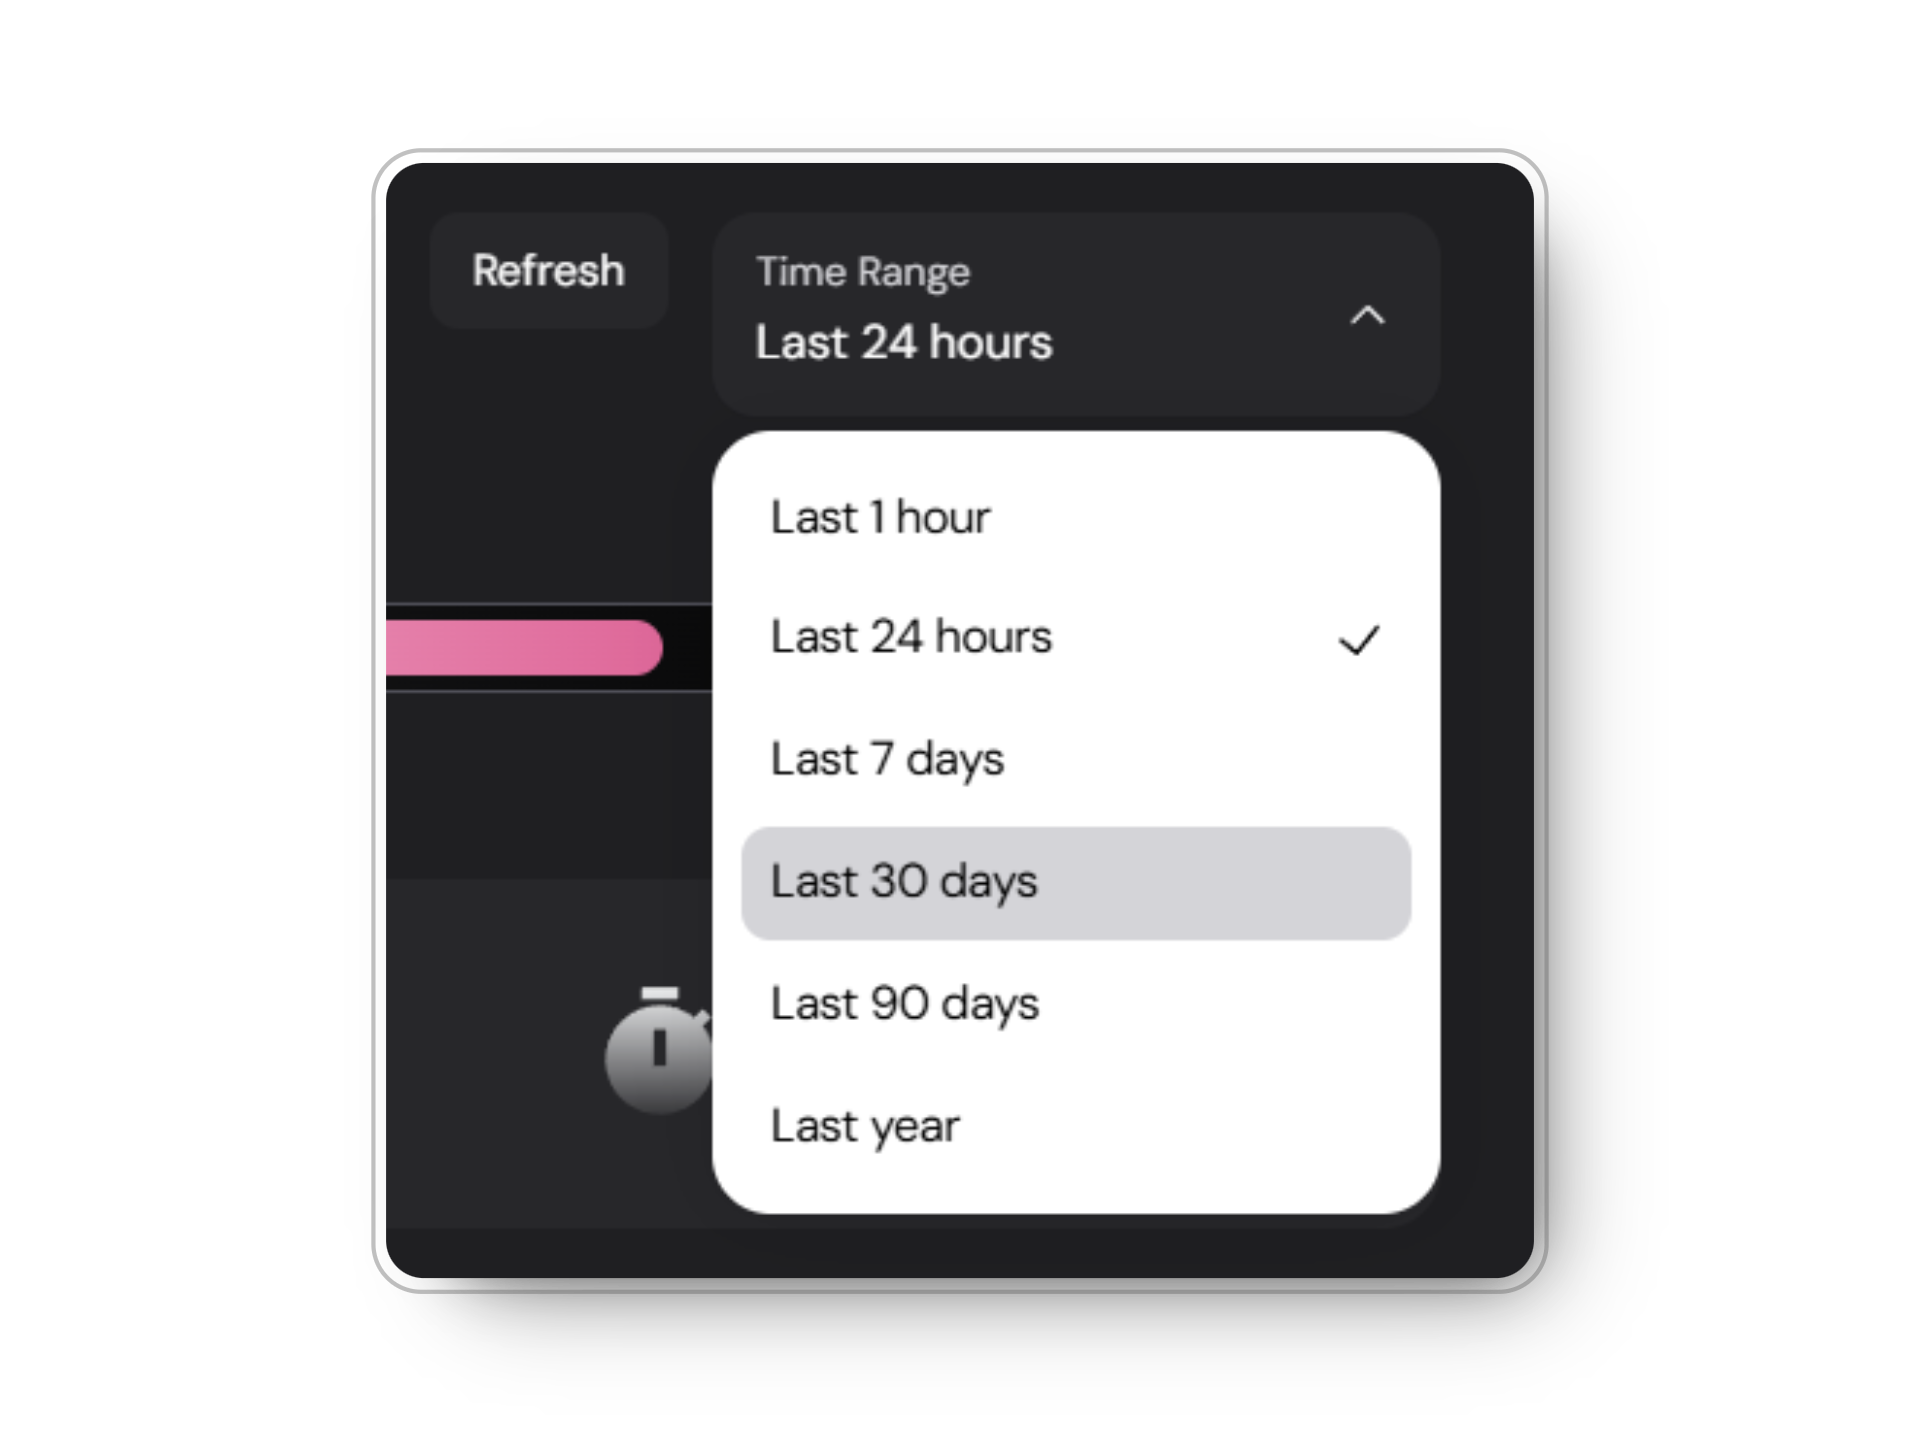 Refresh
Time Range
Last 24 hours
Last 1 hour
Last 24 hours
Last 7 days
Last 30 days
Last 90 days
Last year